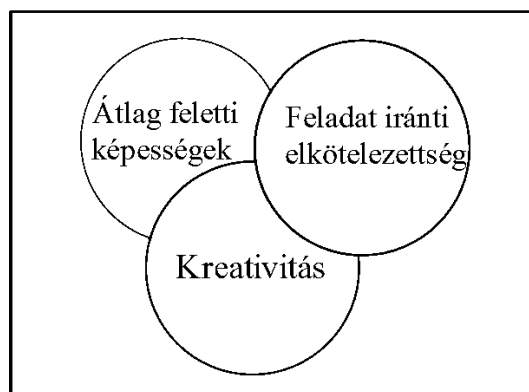 Átlag feletti
képességek
Feladat iránti
elkötelezettség
Kreativitás